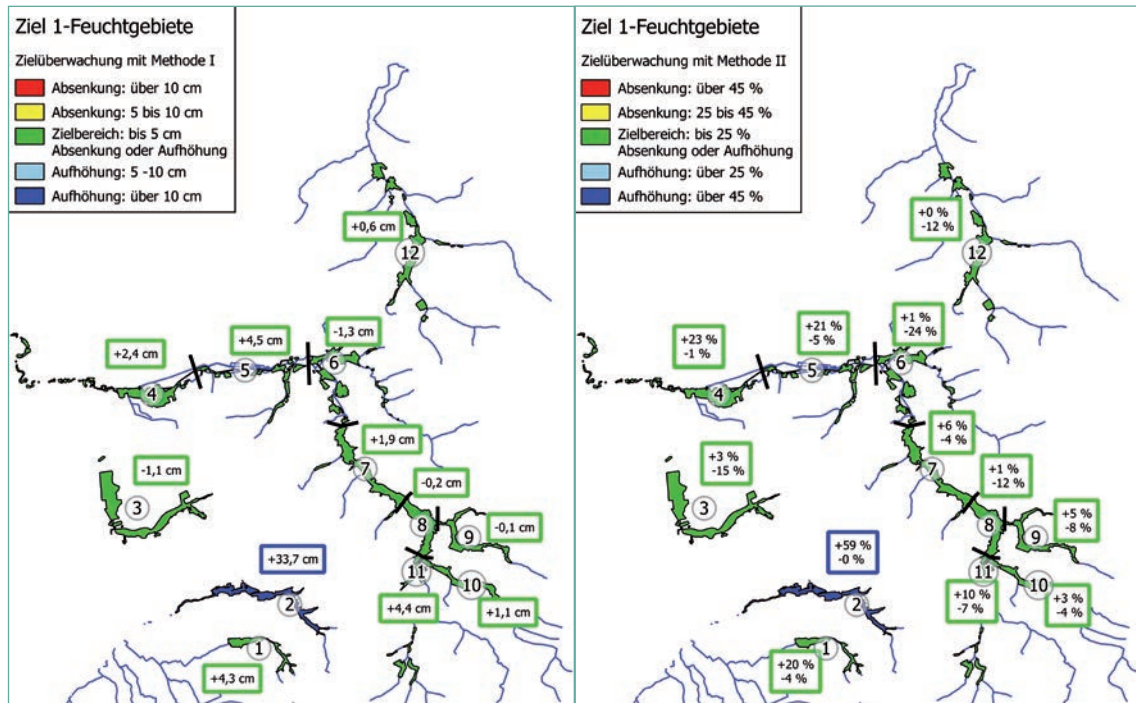 Ziel 1-Feuchtgebiete
Zielüberwachung mit Methode I
Absenkung: über 10 cm
Absenkung: 5 bis 10 cm
Zielbereich: bis 5 cm
Absenkung oder Aufhöhung
Aufhöhung: 5 -10 cm
Aufhöhung: über 10 cm
+0,6 cm
12
-1,3 cm
+4,5 cm
+2,4 cm
6
5
4
+1,9 cm
7
-1,1 cm
-0,2 cm
3
8
-0,1 cm
9
+33,7 cm
11
10
2
+4,4 cm
+1,1 cm
1
+4,3 cm
Ziel 1-Feuchtgebiete
Zielüberwachung mit Methode II
Absenkung: über 45 %
Absenkung: 25 bis 45 %
Zielbereich: bis 25 %
Absenkung oder Aufhöhung
Aufhöhung: über 25 %
Aufhöhung: über 45 %
+0 %
-12 %
12
+1 %
-24 %
+21 %
-5 %
+23 %
-1 %
6
5
4
+6 %
-4 %
7
+3 %
-15 %
+1 %
-12 %
3
8
+5 %
-8 %
9
+59 %
-0 %
11
10
2
+10 %
-7 %
+3 %
-4 %
1
+20 %
-4 %